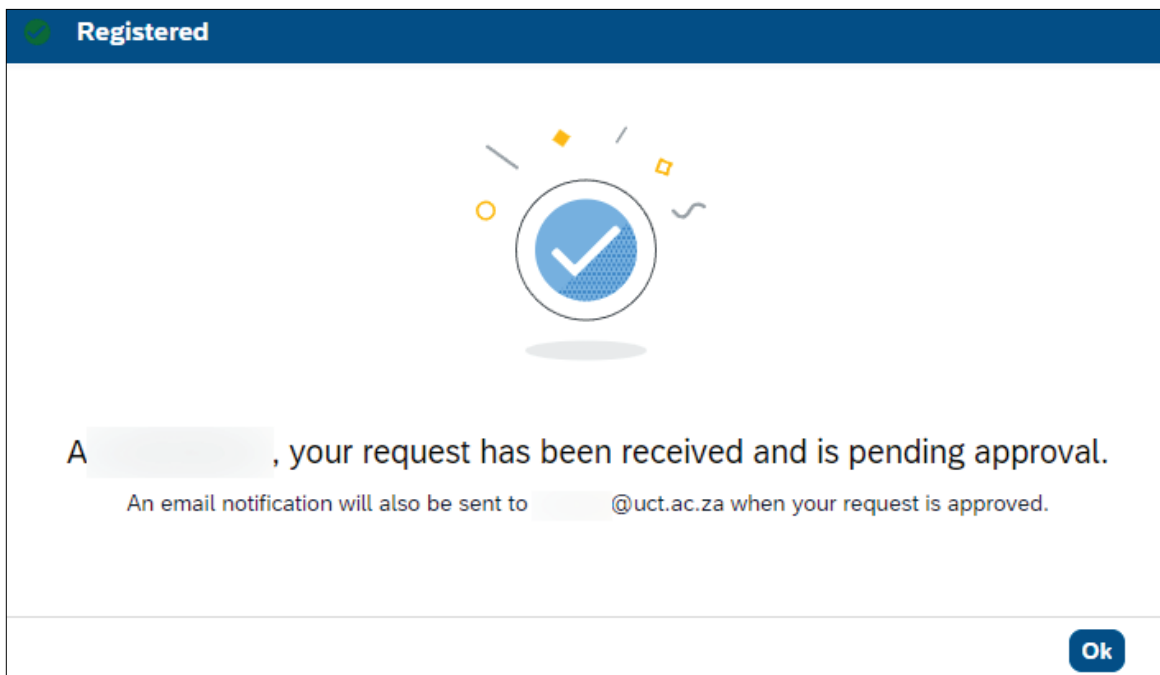 Registered
A , your request has been received and is pending approval.
An email notification will also be sent to @uct.ac.za when your request is approved.
Ok